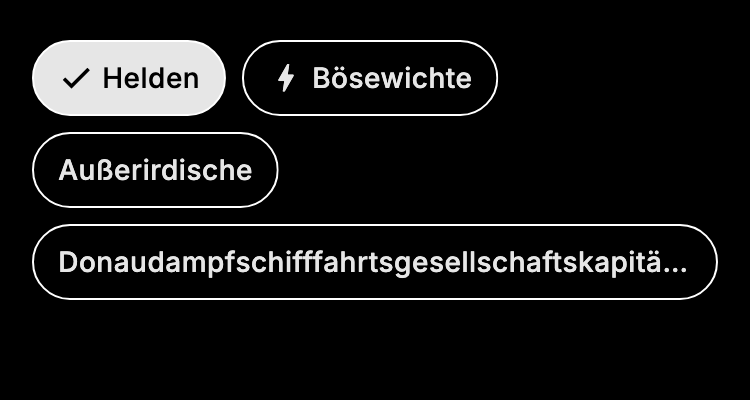 Helden Bösewichte
Außerirdische
Donaudampfschifffahrtsgesellschaftskapitä...